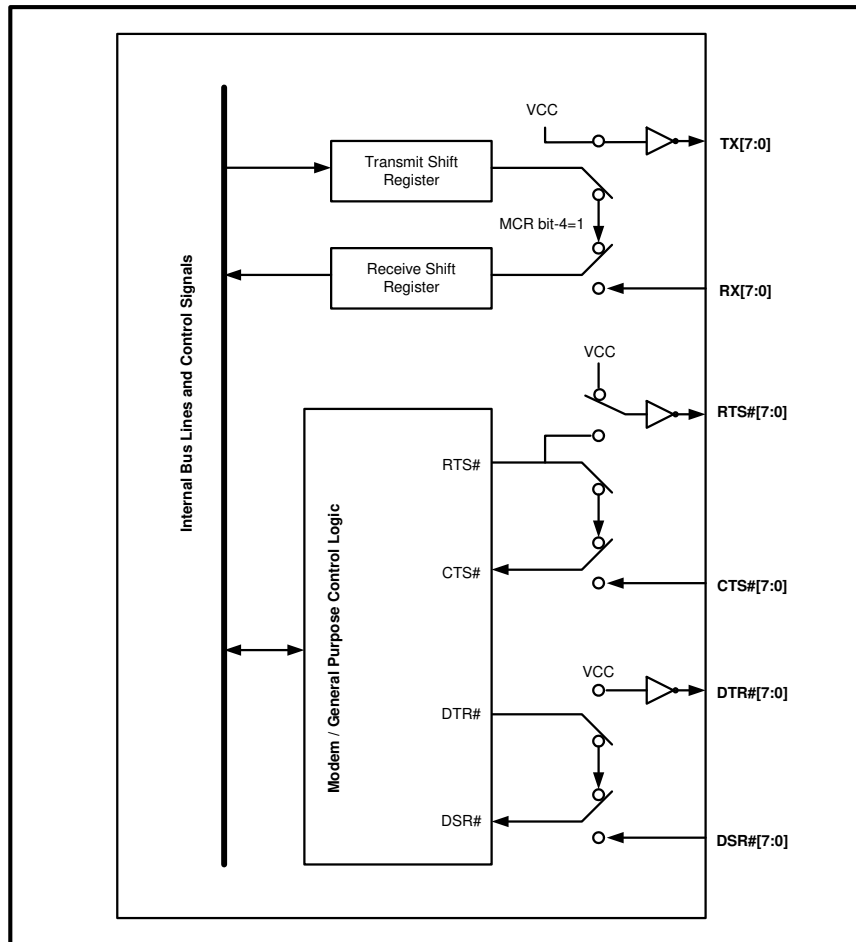 VCC
TX[7:0]
Transmit Shift
Register
MCR bit-4=1
Receive Shift
Register
RX[7:0]
Internal Bus Lines and Control Signals
VCC
RTS#[7:0]
RTS#
Modem / General Purpose Control Logic
CTS#
CTS#[7:0]
VCC
DTR#[7:0]
DTR#
DSR#
DSR#[7:0]